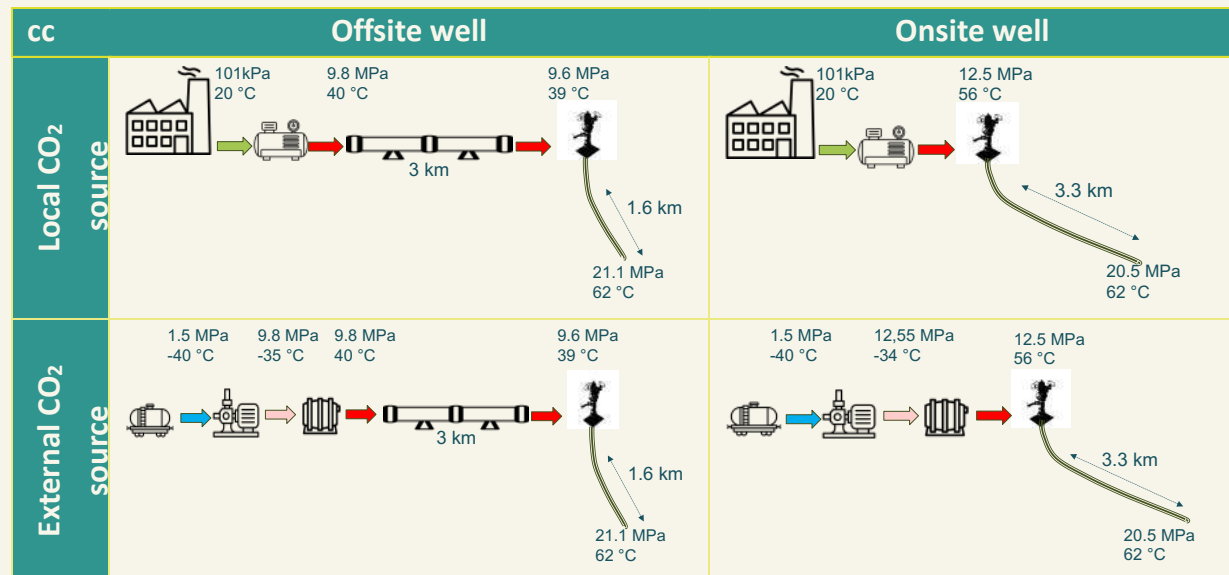 cc
Offsite well
Onsite well
Local CO₂
source
101kPa
20 °C
9.8 MPa
40 °C
9.6 MPa
39 °C
3 km
1.6 km
21.1 MPa
62 °C
101kPa
20 °C
12.5 MPa
56 °C
3.3 km
20.5 MPa
62 °C
External CO₂
source
1.5 MPa
-40 °C
9.8 MPa
-35 °C
9.8 MPa
40 °C
9.6 MPa
39 °C
3 km
1.6 km
21.1 MPa
62 °C
1.5 MPa
-40 °C
12,55 MPa
-34 °C
12.5 MPa
56 °C
3.3 km
20.5 MPa
62 °C